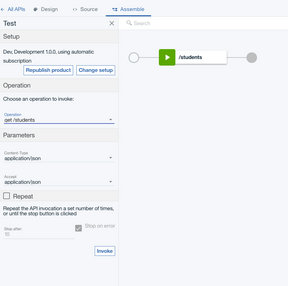 All APIs
Design
Source
Assemble
Test
Search
Setup
Dev, Development 1.0.0, using automatic
subscription
Republish product
Change setup
Operation
Choose an operation to invoke:
Operation
get /students
Parameters
Content-Type
application/json
Accept
application/json
Repeat
Repeat the API invocation a set number of times,
or until the stop button is clicked
Stop after:
10
Stop on error
Invoke
/students